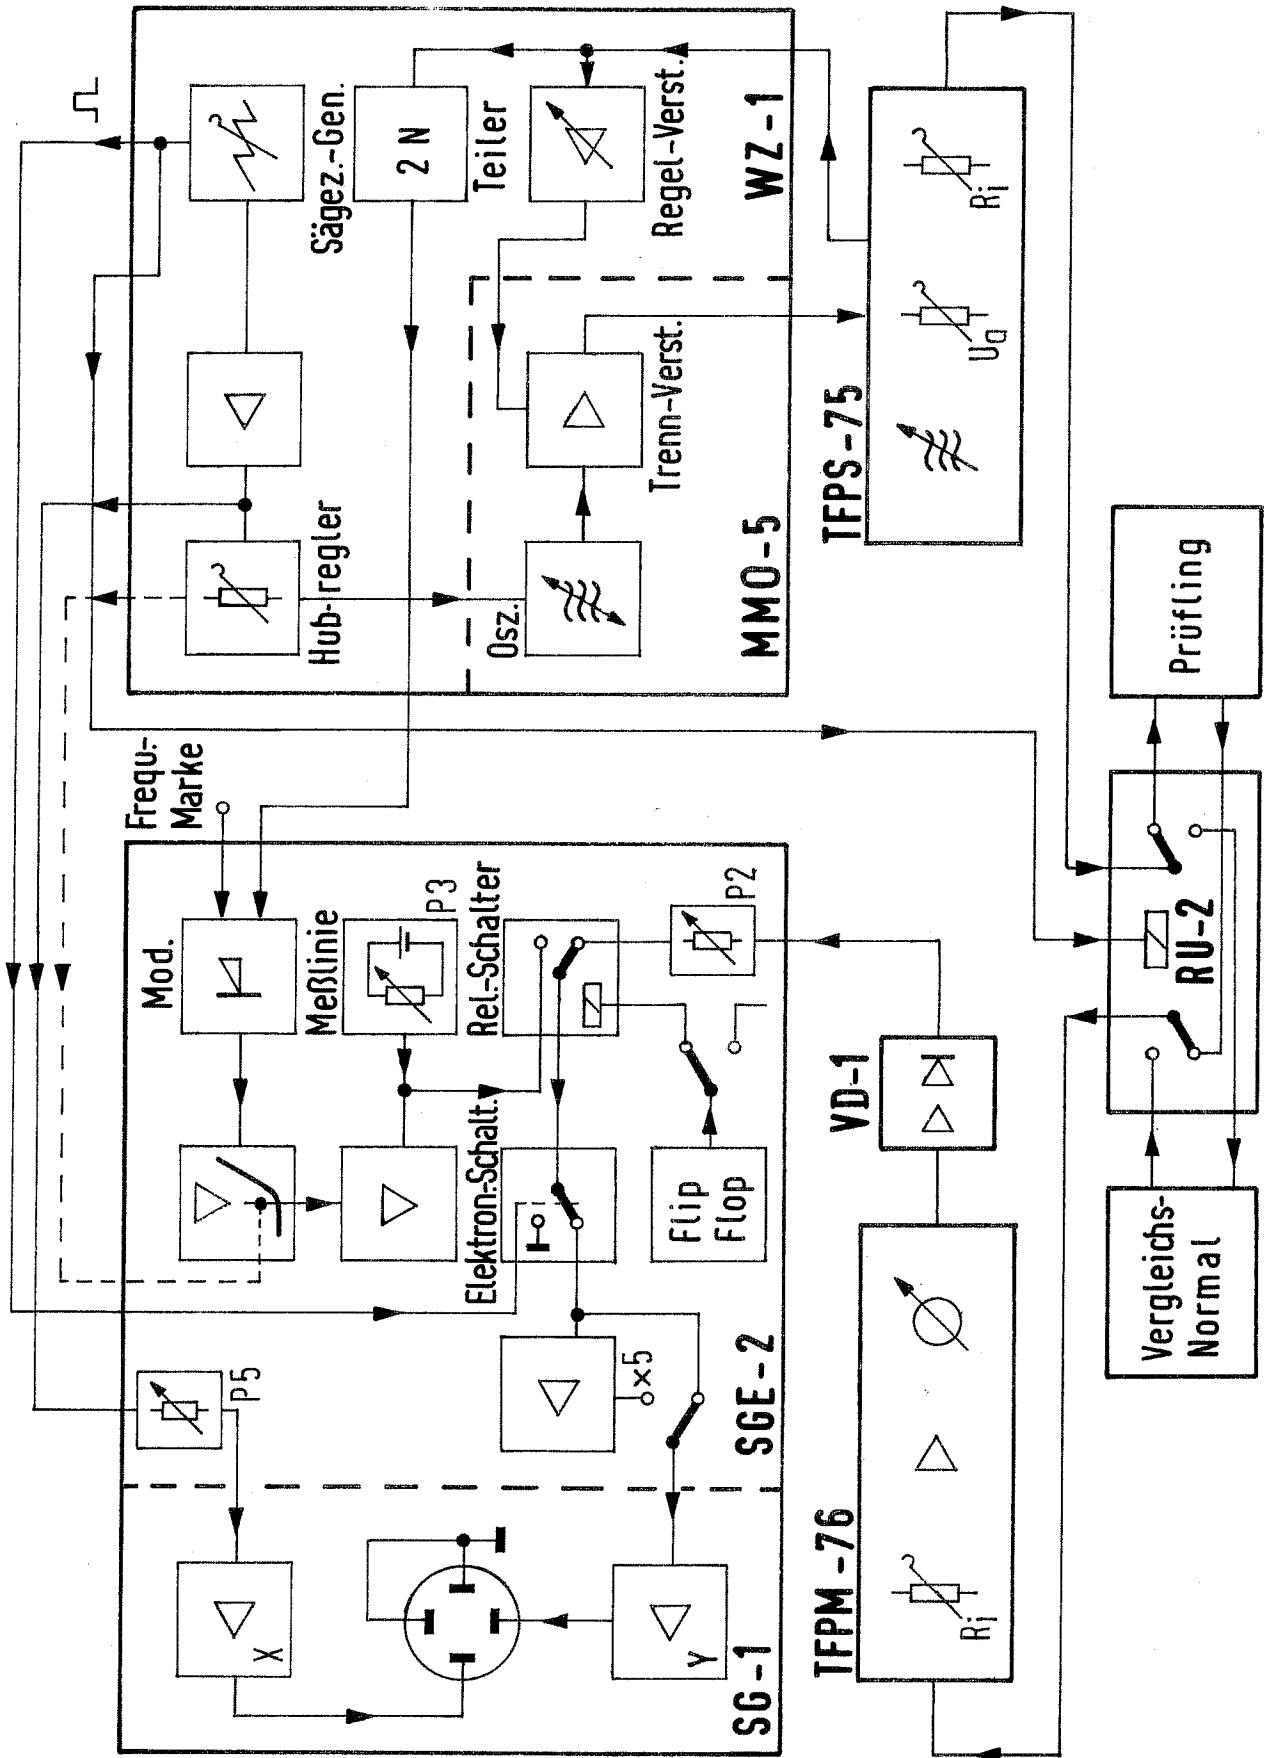 Frequ.-
Marke
P5
X
SG-1
Y
Mod.
Meßlinie
P3
Elektron.-Schalt.
Rel.-Schalter
x5
SGE-2
Flip
Flop
P2
Sägez.-Gen.
Hub-regler
2 N
Teiler
Osz.
Trenn-Verst.
Regel-Verst.
MMO-5
WZ-1
TFPM-76
Ri
VD-1
TFPS-75
Ua
Ri
Vergleichs-
Normal
RU-2
Prüfling